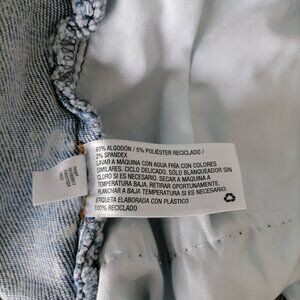 93% ALGODÓN / 5% POLIÉSTER RECICLADO /
2% SPANDEX
LAVAR A MÁQUINA CON AGUA FRÍA CON COLORES
SIMILARES. CICLO DELICADO. SÓLO BLANQUEADOR SIN
CLORO SI ES NECESARIO. SECAR A MÁQUINA A
TEMPERATURA BAJA, RETIRAR OPORTUNAMENTE.
PLANCHAR A BAJA TEMPERATURA SI ES NECESARIO.
ETIQUETA ELABORADA CON PLÁSTICO
100% RECICLADO